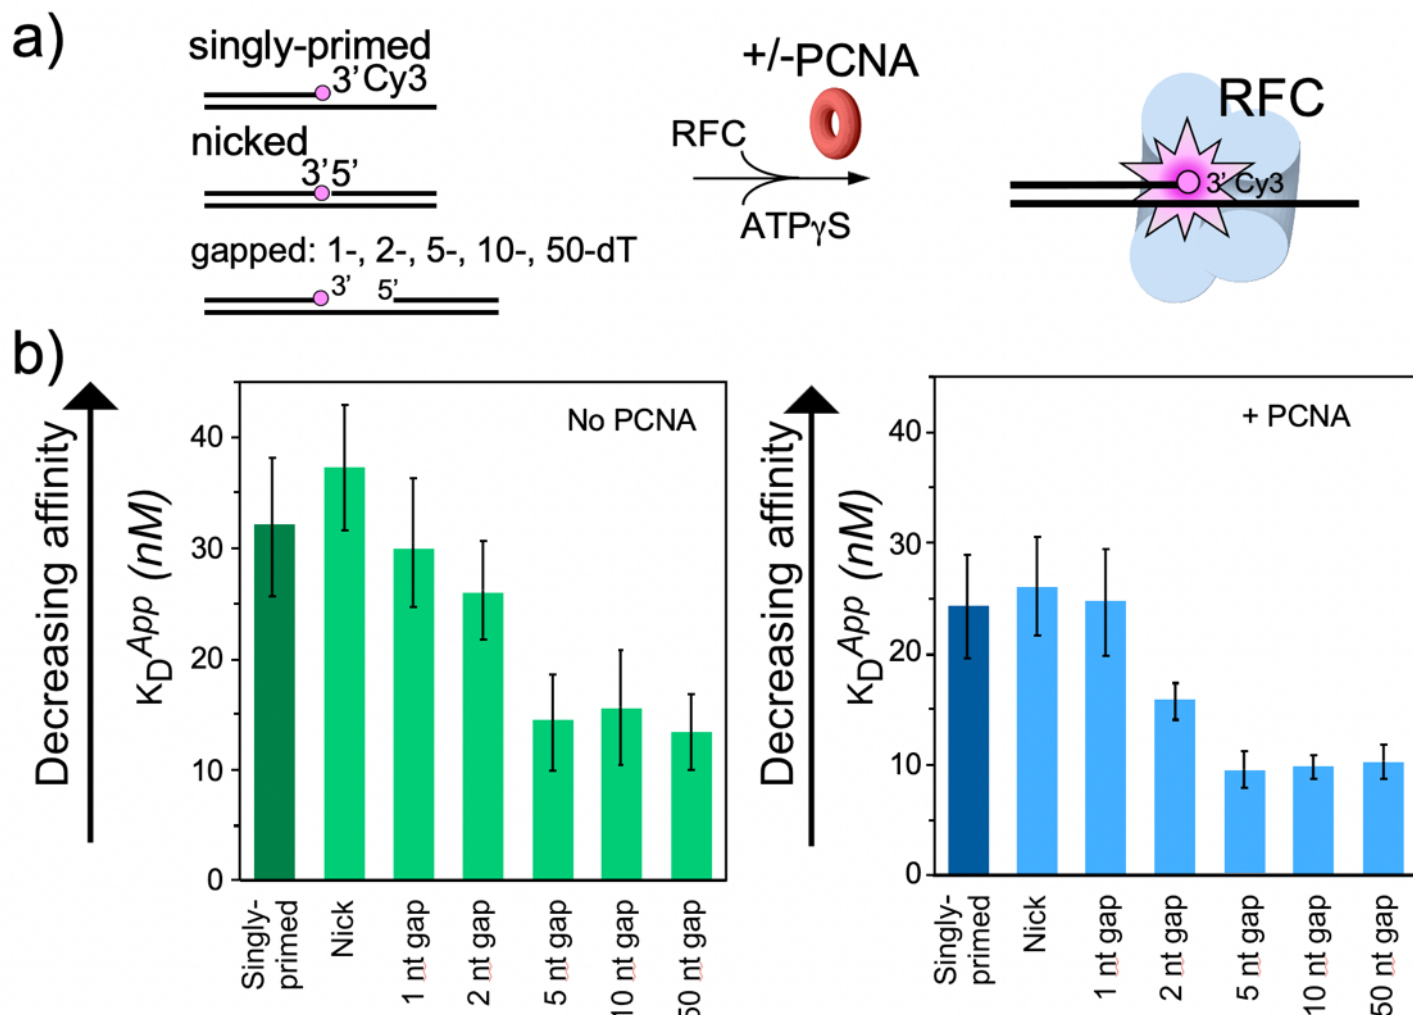 a)
singly-primed
3' Cy3
nicked
3' 5'
gapped: 1-, 2-, 5-, 10-, 50-dT
3' 5'
+/-PCNA
RFC
ATPγS
RFC
3' Cy3
b)
Decreasing affinity
K_D^App (nM)
No PCNA
40
30
20
10
0
Singly-
primed
Nick
1 nt gap
2 nt gap
5 nt gap
10 nt gap
50 nt gap
Decreasing affinity
K_D^App (nM)
+ PCNA
40
30
20
10
0
Singly-
primed
Nick
1 nt gap
2 nt gap
5 nt gap
10 nt gap
50 nt gap